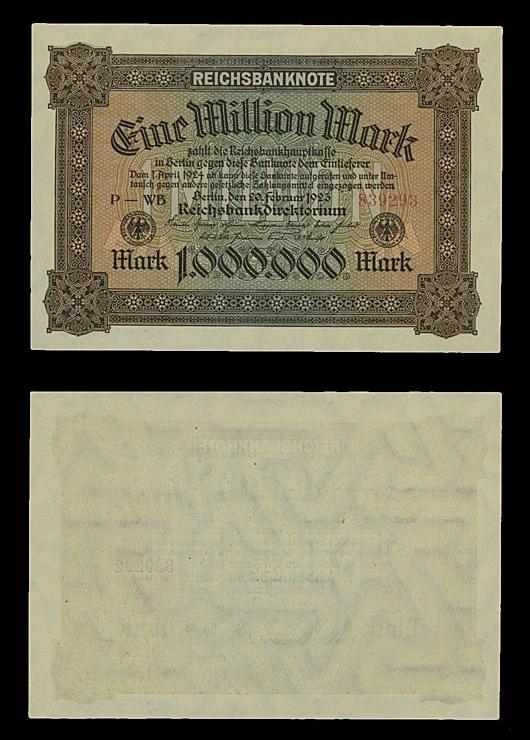 REICHSBANKNOTE
Eine Million Mark
zahlt die Reichsbankhauptkasse
in Berlin gegen diese Banknote dem Einlieferer
Vom 1. April 1924 ab kann diese Banknote aufgerufen und unter Um-
tausch gegen andere gesetzliche Zahlungsmittel eingezogen werden
P — WB Berlin, den 20. Februar 1923 839293
Reichsbankdirektorium
Mark 1.000.000 Mark